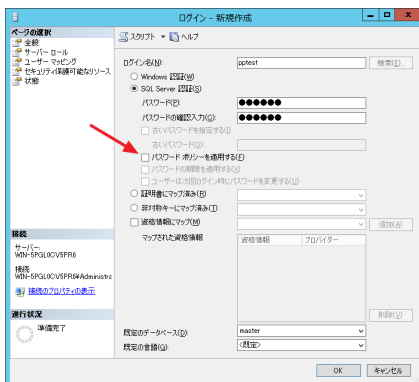 ログイン - 新規作成
ページの選択
全般
サーバー ロール
ユーザー マッピング
セキュリティ保護可能なリソース
状態
スクリプト
ヘルプ
ログイン名(N):
pptest
検索(E)...
Windows 認証(W)
SQL Server 認証(S)
パスワード(P):
●●●●●●
パスワードの確認入力(C):
●●●●●●
古いパスワードを指定する(I)
古いパスワード(O):
パスワード ポリシーを適用する(F)
パスワードの期限を適用する(X)
ユーザーは次回ログイン時にパスワードを変更する(U)
証明書にマップ済み(R)
非対称キーにマップ済み(T)
資格情報にマップ(M)
追加(A)
マップされた資格情報
資格情報
プロバイダー
削除(V)
既定のデータベース(D):
master
既定の言語(G):
<既定>
接続
サーバー:
WIN-5PGL0CV5PR6
接続:
WIN-5PGL0CV5PR6¥Administra
接続のプロパティの表示
進行状況
準備完了
OK
キャンセル